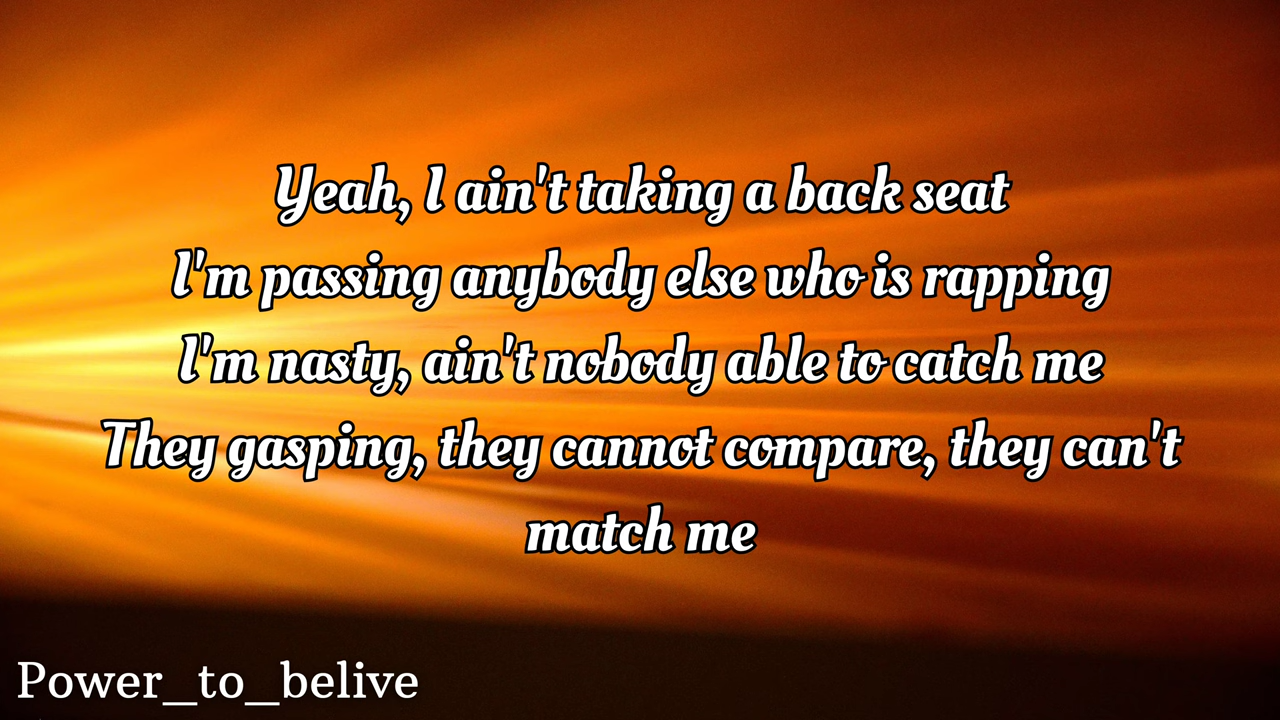 Yeah, I ain't taking a back seat
I'm passing anybody else who is rapping
I'm nasty, ain't nobody able to catch me
They gasping, they cannot compare, they can't
match me
Power_to_belive